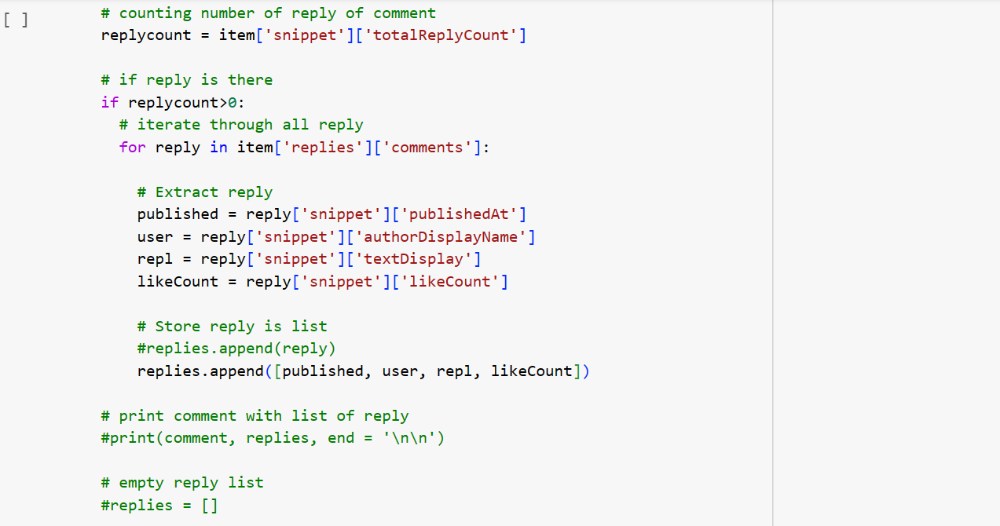 [ ]
# counting number of reply of comment
replycount = item['snippet']['totalReplyCount']
# if reply is there
if replycount>0:
# iterate through all reply
for reply in item['replies']['comments']:
# Extract reply
published = reply['snippet']['publishedAt']
user = reply['snippet']['authorDisplayName']
repl = reply['snippet']['textDisplay']
likeCount = reply['snippet']['likeCount']
# Store reply is list
#replies.append(reply)
replies.append([published, user, repl, likeCount])
# print comment with list of reply
#print(comment, replies, end = '\n\n')
# empty reply list
#replies = []